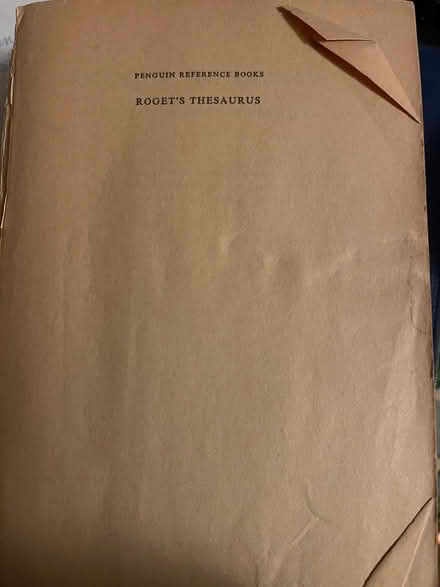 PENGUIN REFERENCE BOOKS
ROGET'S THESAURUS